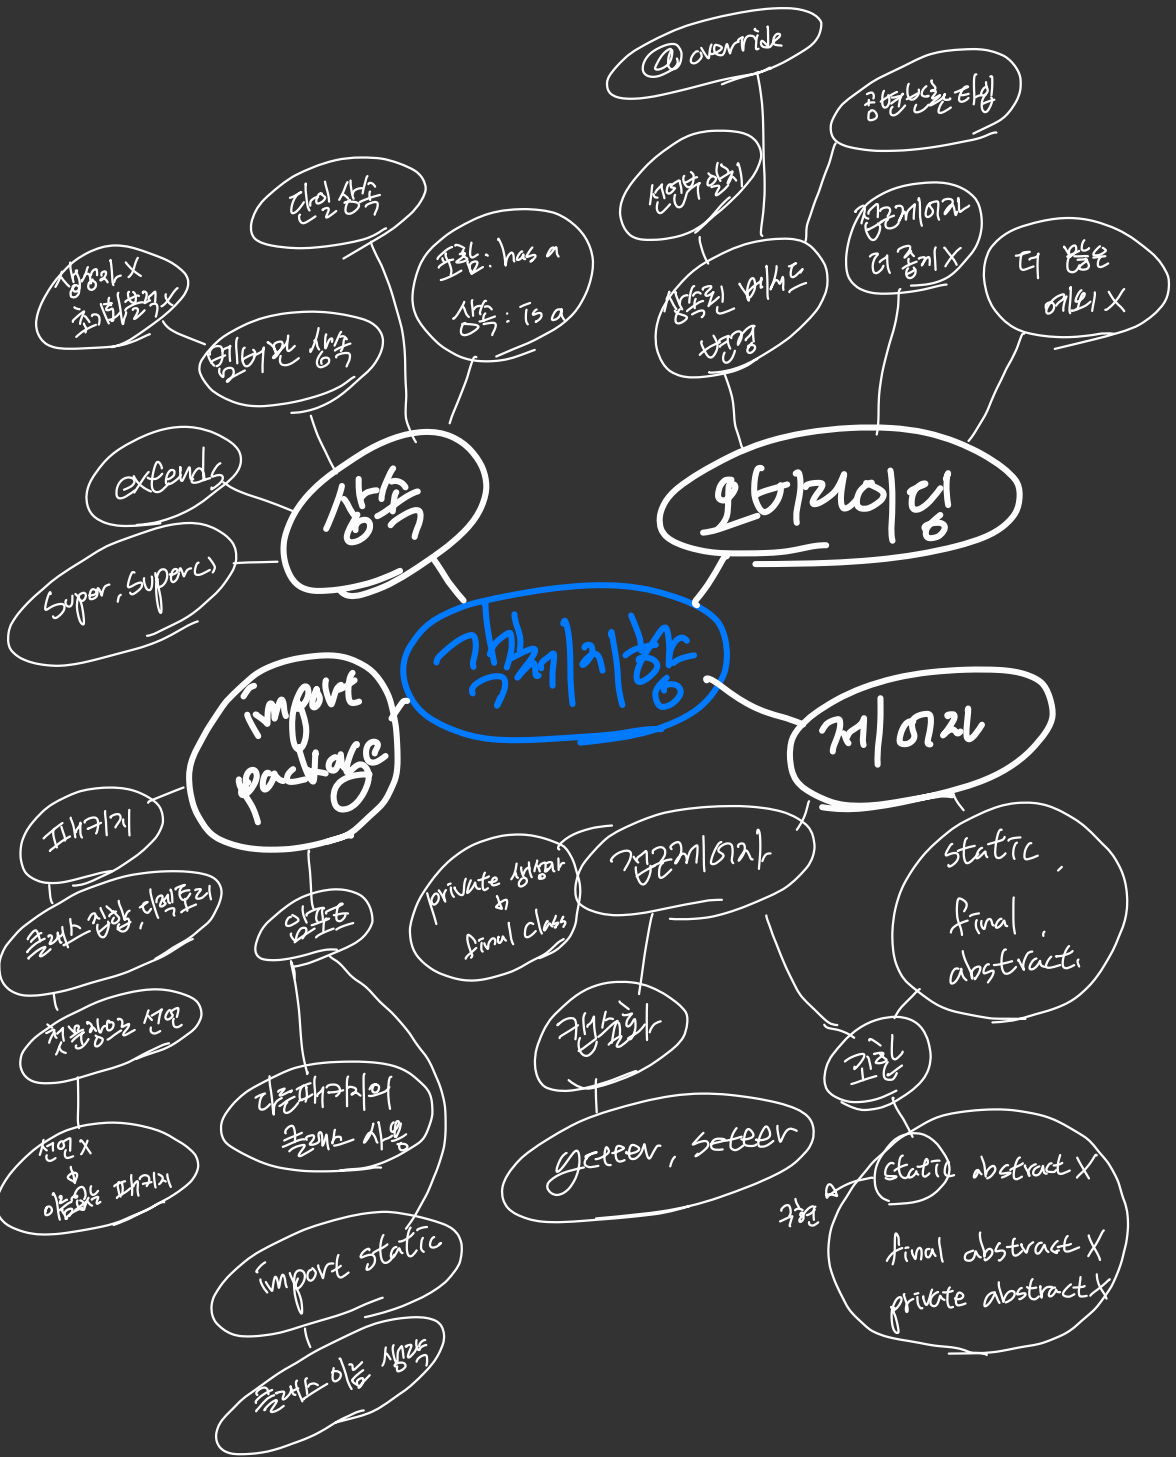 @override
공변반환타입
선언부 일치
단일 상속
접근제어자
더 좁게 X
포함: has a
상속: is a
더 많은
예외 X
생성자 X
초기화블럭 X
상속된 메서드
변경
멤버만 상속
extends
상속
오버라이딩
super, super()
객체지향
import
package
제어자
패키지
접근제어자
static,
final,
abstract,
private 생성자
→
final class
클래스 집합, 디렉토리
임포트
첫문장으로 선언
캡슐화
조합
다른패키지의
클래스 사용
getter, seteer
선언 X
→
이름없는 패키지
static abstract X
구현
final abstract X
private abstract X
import static
클래스 이름 생략